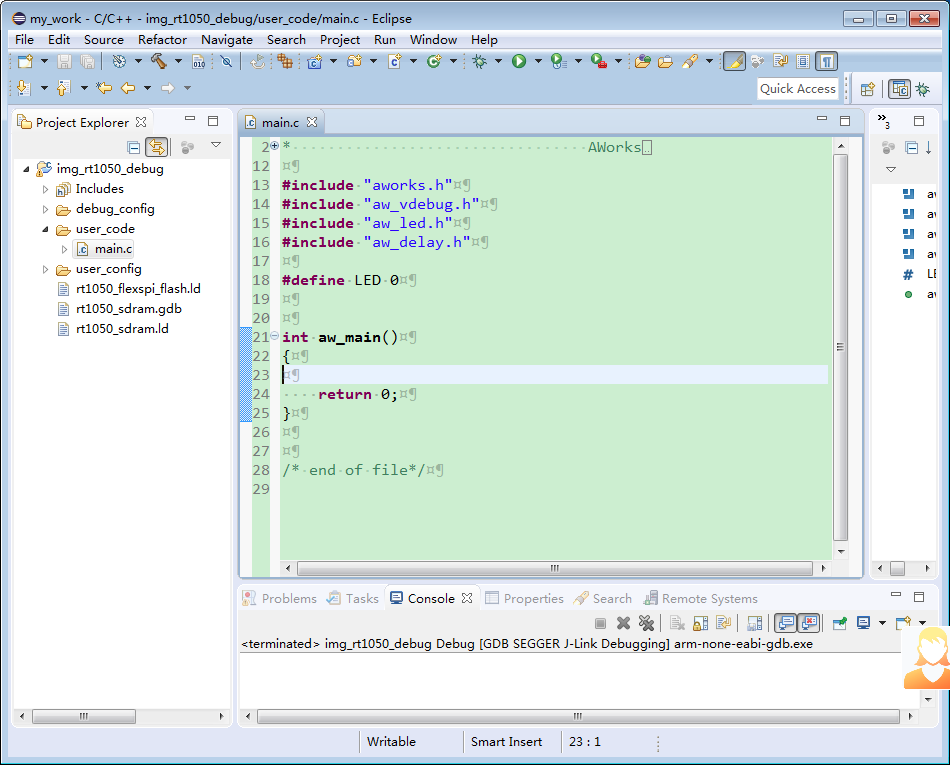 my_work - C/C++ - img_rt1050_debug/user_code/main.c - Eclipse
File Edit Source Refactor Navigate Search Project Run Window Help
010
Quick Access
Project Explorer
img_rt1050_debug
Includes
debug_config
user_code
main.c
user_config
rt1050_flexspi_flash.ld
rt1050_sdram.gdb
rt1050_sdram.ld
main.c
2 * ································· AWorks
12 ¤¶
13 #include·"aworks.h"¤¶
14 #include·"aw_vdebug.h"¤¶
15 #include·"aw_led.h"¤¶
16 #include·"aw_delay.h"¤¶
17 ¤¶
18 #define·LED·0¤¶
19 ¤¶
20 ¤¶
21 int·aw_main()¤¶
22 {¤¶
23 ¤¶
24 ····return·0;¤¶
25 }¤¶
26 ¤¶
27 ¤¶
28 /*·end·of·file*/¤¶
29
»3
aw
aw
aw
aw
# LE
aw
Problems Tasks Console Properties Search Remote Systems
<terminated> img_rt1050_debug Debug [GDB SEGGER J-Link Debugging] arm-none-eabi-gdb.exe
Writable Smart Insert 23 : 1